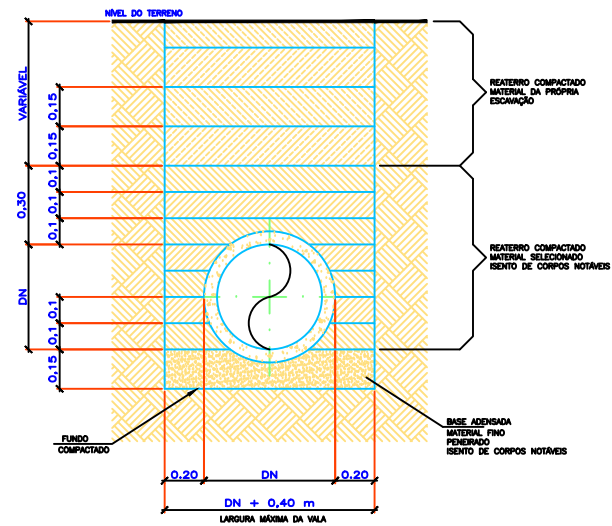 NÍVEL DO TERRENO
VARIÁVEL
0,15
0,15
REATERRO COMPACTADO
MATERIAL DA PRÓPRIA
ESCAVAÇÃO
0,30
0,1
0,1
0,1
REATERRO COMPACTADO
MATERIAL SELECIONADO
ISENTO DE CORPOS NOTÁVEIS
DN
0,1
0,1
0,15
FUNDO
COMPACTADO
BASE ADENSADA
MATERIAL FINO
PENEIRADO
ISENTO DE CORPOS NOTÁVEIS
0.20
DN
0.20
DN + 0,40 m
LARGURA MÁXIMA DA VALA